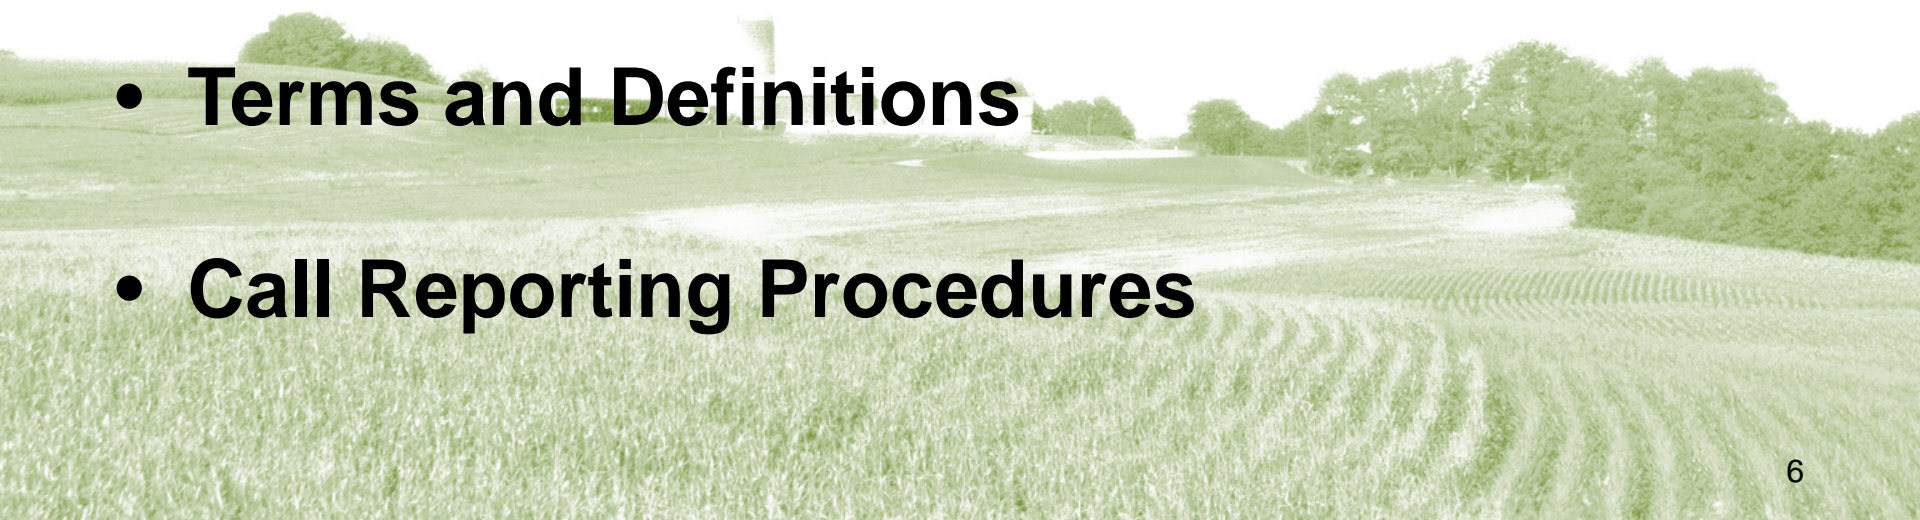 • Terms and Definitions
• Call Reporting Procedures
6